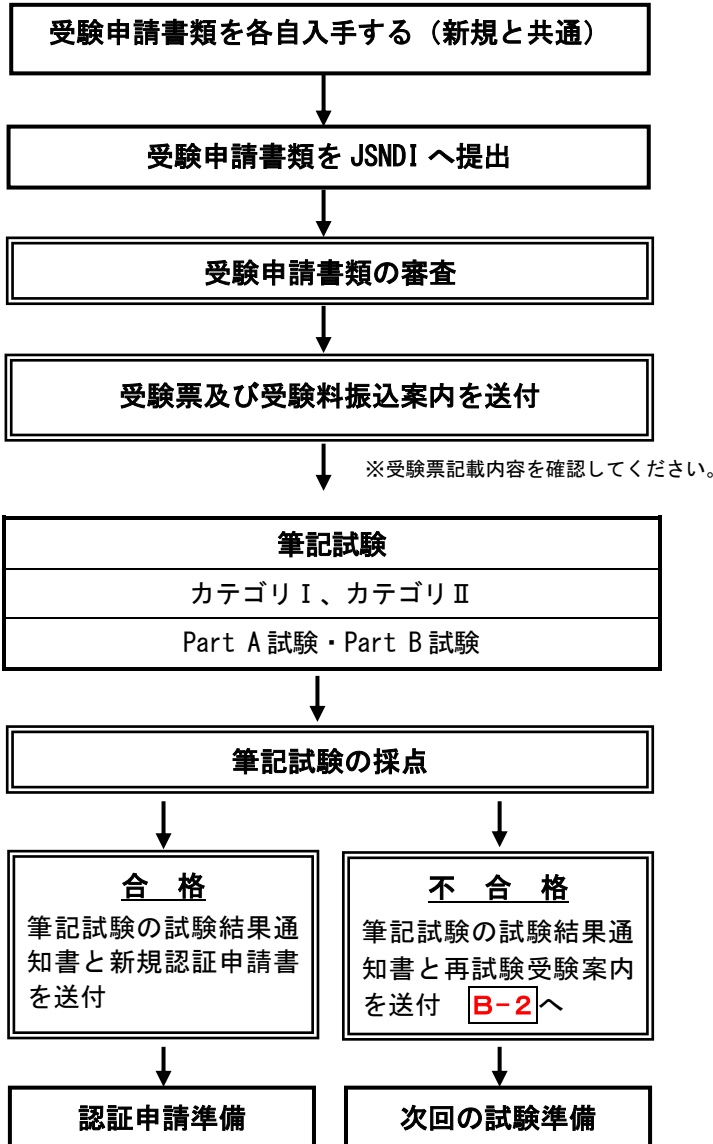 受験申請書類を各自入手する（新規と共通）
受験申請書類を JSNDI へ提出
受験申請書類の審査
受験票及び受験料振込案内を送付
※受験票記載内容を確認してください。
筆記試験
カテゴリⅠ、カテゴリⅡ
Part A 試験・Part B 試験
筆記試験の採点
合　格
筆記試験の試験結果通
知書と新規認証申請書
を送付
不　合　格
筆記試験の試験結果通
知書と再試験受験案内
を送付　Ｂ-２へ
認証申請準備
次回の試験準備